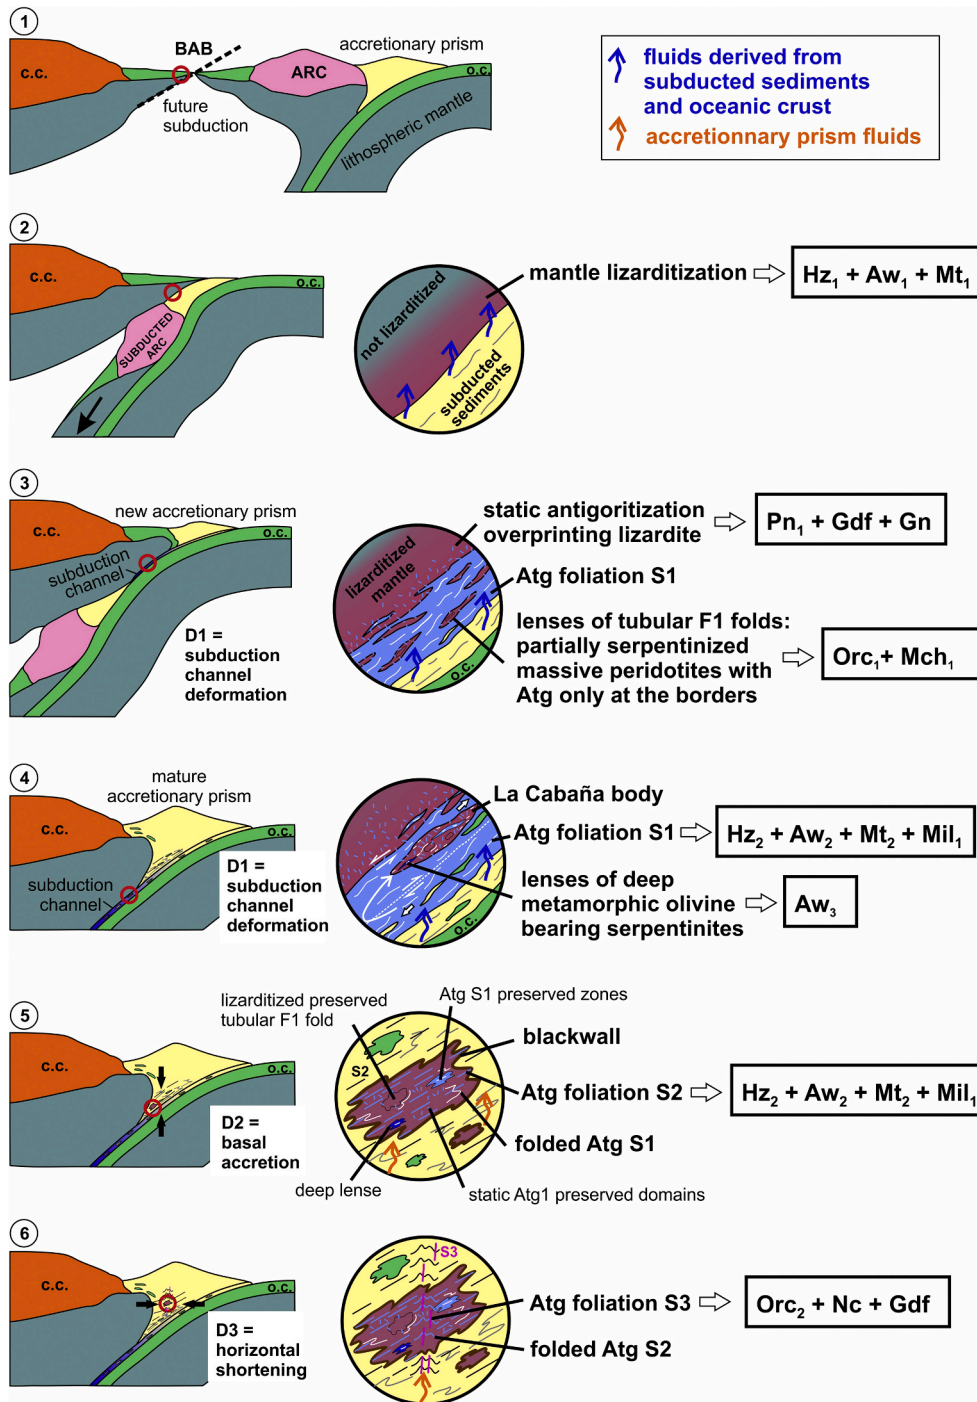 1
BAB
accretionary prism
c.c.
ARC
o.c.
future
subduction
lithospheric mantle
fluids derived from
subducted sediments
and oceanic crust
accretionnary prism fluids
2
c.c.
o.c.
SUBDUCTED
ARC
not lizarditized
subducted
sediments
mantle lizarditization
Hz1 + Aw1 + Mt1
3
new accretionary prism
c.c.
o.c.
subduction
channel
D1 =
subduction
channel
deformation
lizarditized
mantle
o.c.
static antigoritization
overprinting lizardite
Pn1 + Gdf + Gn
Atg foliation S1
lenses of tubular F1 folds:
partially serpentinized
massive peridotites with
Atg only at the borders
Orc1+ Mch1
4
mature
accretionary prism
c.c.
o.c.
subduction
channel
D1 =
subduction
channel
deformation
o.c.
La Cabaña body
Atg foliation S1
Hz2 + Aw2 + Mt2 + Mil1
lenses of deep
metamorphic olivine
bearing serpentinites
Aw3
5
lizarditized preserved
tubular F1 fold
Atg S1 preserved zones
c.c.
S2
blackwall
Atg foliation S2
Hz2 + Aw2 + Mt2 + Mil1
folded Atg S1
D2 =
basal
accretion
deep lense
static Atg1 preserved domains
6
c.c.
o.c.
S3
D3 =
horizontal
shortening
Atg foliation S3
Orc2 + Nc + Gdf
folded Atg S2